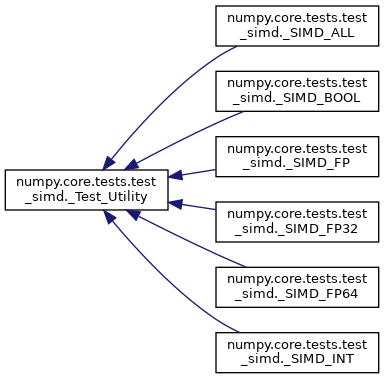 numpy.core.tests.test
_simd._SIMD_ALL
numpy.core.tests.test
_simd._SIMD_BOOL
numpy.core.tests.test
_simd._SIMD_FP
numpy.core.tests.test
_simd._Test_Utility
numpy.core.tests.test
_simd._SIMD_FP32
numpy.core.tests.test
_simd._SIMD_FP64
numpy.core.tests.test
_simd._SIMD_INT